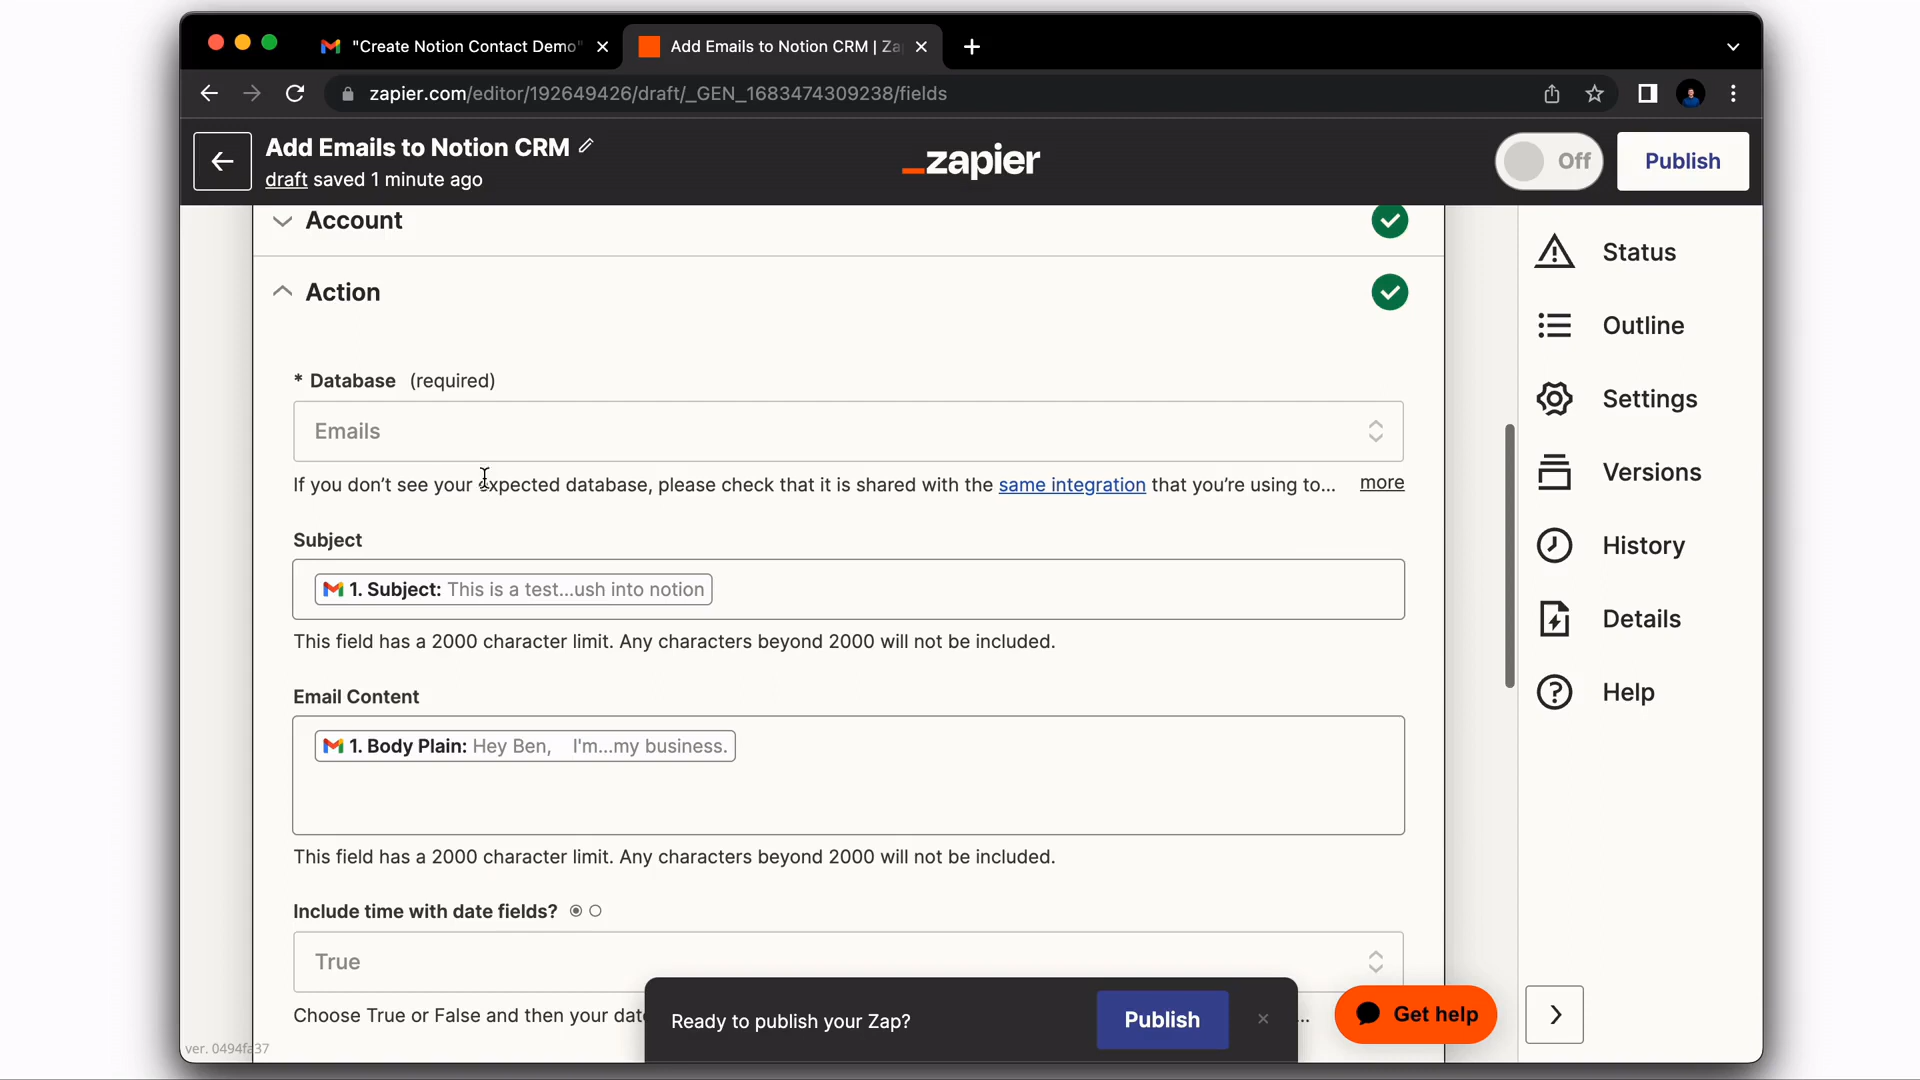 "Create Notion Contact Demo"
Add Emails to Notion CRM | Za
zapier.com/editor/192649426/draft/_GEN_1683474309238/fields
Add Emails to Notion CRM
draft saved 1 minute ago
_zapier
Off
Publish
Account
Action
* Database (required)
Emails
If you don't see your expected database, please check that it is shared with the same integration that you're using to... more
Subject
1. Subject: This is a test...ush into notion
This field has a 2000 character limit. Any characters beyond 2000 will not be included.
Email Content
1. Body Plain: Hey Ben, I'm...my business.
This field has a 2000 character limit. Any characters beyond 2000 will not be included.
Include time with date fields?
True
Choose True or False and then your dat
...
Status
Outline
Settings
Versions
History
Details
Help
Ready to publish your Zap?
Publish
Get help
ver. 0494fa37